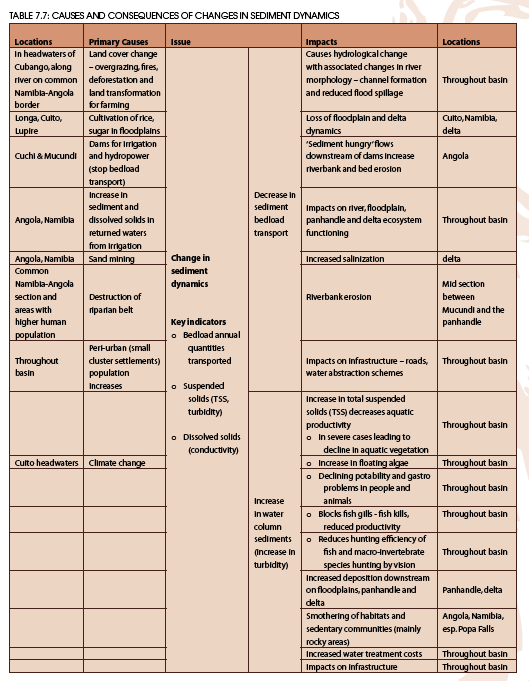 TABLE 7.7: CAUSES AND CONSEQUENCES OF CHANGES IN SEDIMENT DYNAMICS
Locations
Primary Causes
Issue
Impacts
Locations
In headwaters of
Cubango, along
river on common
Namibia-Angola
border
Land cover change
– overgrazing, fires,
deforestation and
land transformation
for farming
Causes hydrological change
with associated changes in river
morphology – channel formation
and reduced flood spillage
Throughout basin
Longa, Cuito,
Lupire
Cultivation of rice,
sugar in floodplains
Loss of floodplain and delta
dynamics
Cuito, Namibia,
delta
Cuchi & Mucundi
Dams for irrigation
and hydropower
(stop bedload
transport)
'Sediment hungry' flows
downstream of dams increase
riverbank and bed erosion
Angola
Angola, Namibia
Increase in
sediment and
dissolved solids in
returned waters
from irrigation
Decrease in
sediment
bedload
transport
Impacts on river, floodplain,
panhandle and delta ecosystem
functioning
Throughout basin
Angola, Namibia
Sand mining
Increased salinization
delta
Change in
sediment
dynamics
Key indicators
o Bedload annual
quantities
transported
o Suspended
solids (TSS,
turbidity)
o Dissolved solids
(conductivity)
Common
Namibia-Angola
section and
areas with
higher human
population
Destruction of
riparian belt
Riverbank erosion
Mid section
between
Mucundi and the
panhandle
Throughout
basin
Peri-urban (small
cluster settlements)
population
increases
Impacts on infrastructure – roads,
water abstraction schemes
Throughout basin
Increase in total suspended
solids (TSS) decreases aquatic
productivity
o In severe cases leading to
decline in aquatic vegetation
Throughout basin
Cuito headwaters
Climate change
o Increase in floating algae
Throughout basin
Increase
in water
column
sediments
(increase in
turbidity)
o Declining potability and gastro
problems in people and
animals
Throughout basin
o Blocks fish gills - fish kills,
reduced productivity
Throughout basin
o Reduces hunting efficiency of
fish and macro-invertebrate
species hunting by vision
Throughout basin
Increased deposition downstream
on floodplains, panhandle and
delta
Panhandle, delta
Smothering of habitats and
sedentary communities (mainly
rocky areas)
Angola, Namibia,
esp. Popa Falls
Increased water treatment costs
Throughout basin
Impacts on infrastructure
Throughout basin